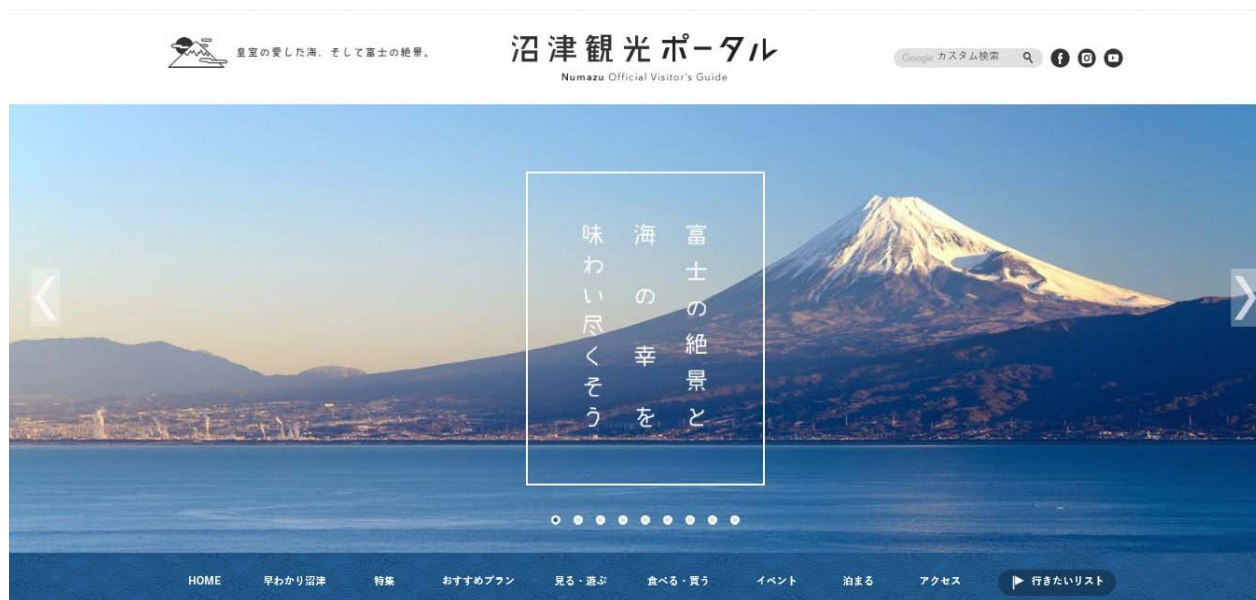 皇室の愛した海、そして富士の絶景。
沼津観光ポータル
Numazu Official Visitor's Guide
Google カスタム検索
富士の絶景と
海の幸を
味わい尽くそう
HOME
早わかり沼津
特集
おすすめプラン
見る・遊ぶ
食べる・買う
イベント
泊まる
アクセス
行きたいリスト